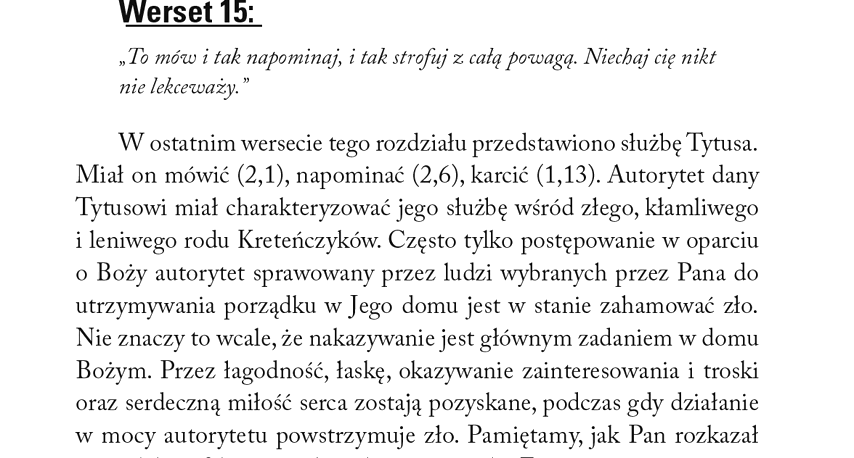 Werset 15:
„To mów i tak napominaj, i tak strofuj z całą powagą. Niechaj cię nikt
nie lekceważy.”
W ostatnim wersecie tego rozdziału przedstawiono służbę Tytusa.
Miał on mówić (2,1), napominać (2,6), karcić (1,13). Autorytet dany
Tytusowi miał charakteryzować jego służbę wśród złego, kłamliwego
i leniwego rodu Kreteńczyków. Często tylko postępowanie w oparciu
o Boży autorytet sprawowany przez ludzi wybranych przez Pana do
utrzymywania porządku w Jego domu jest w stanie zahamować zło.
Nie znaczy to wcale, że nakazywanie jest głównym zadaniem w domu
Bożym. Przez łagodność, łaskę, okazywanie zainteresowania i troski
oraz serdeczną miłość serca zostają pozyskane, podczas gdy działanie
w mocy autorytetu powstrzymuje zło. Pamiętamy, jak Pan rozkazał